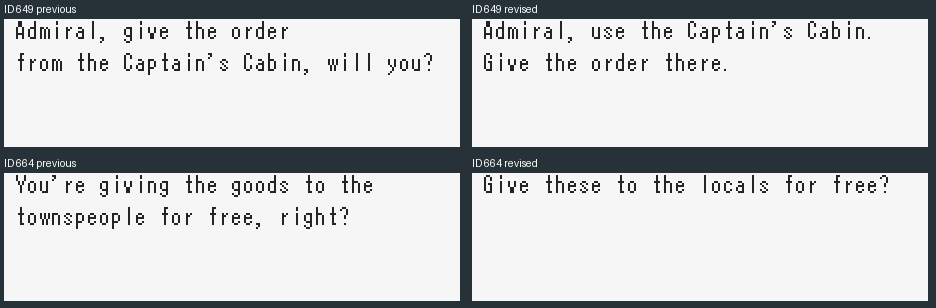 ID649 previous
Admiral, give the order
from the Captain's Cabin, will you?
ID649 revised
Admiral, use the Captain's Cabin.
Give the order there.
ID664 previous
You're giving the goods to the
townspeople for free, right?
ID664 revised
Give these to the locals for free?